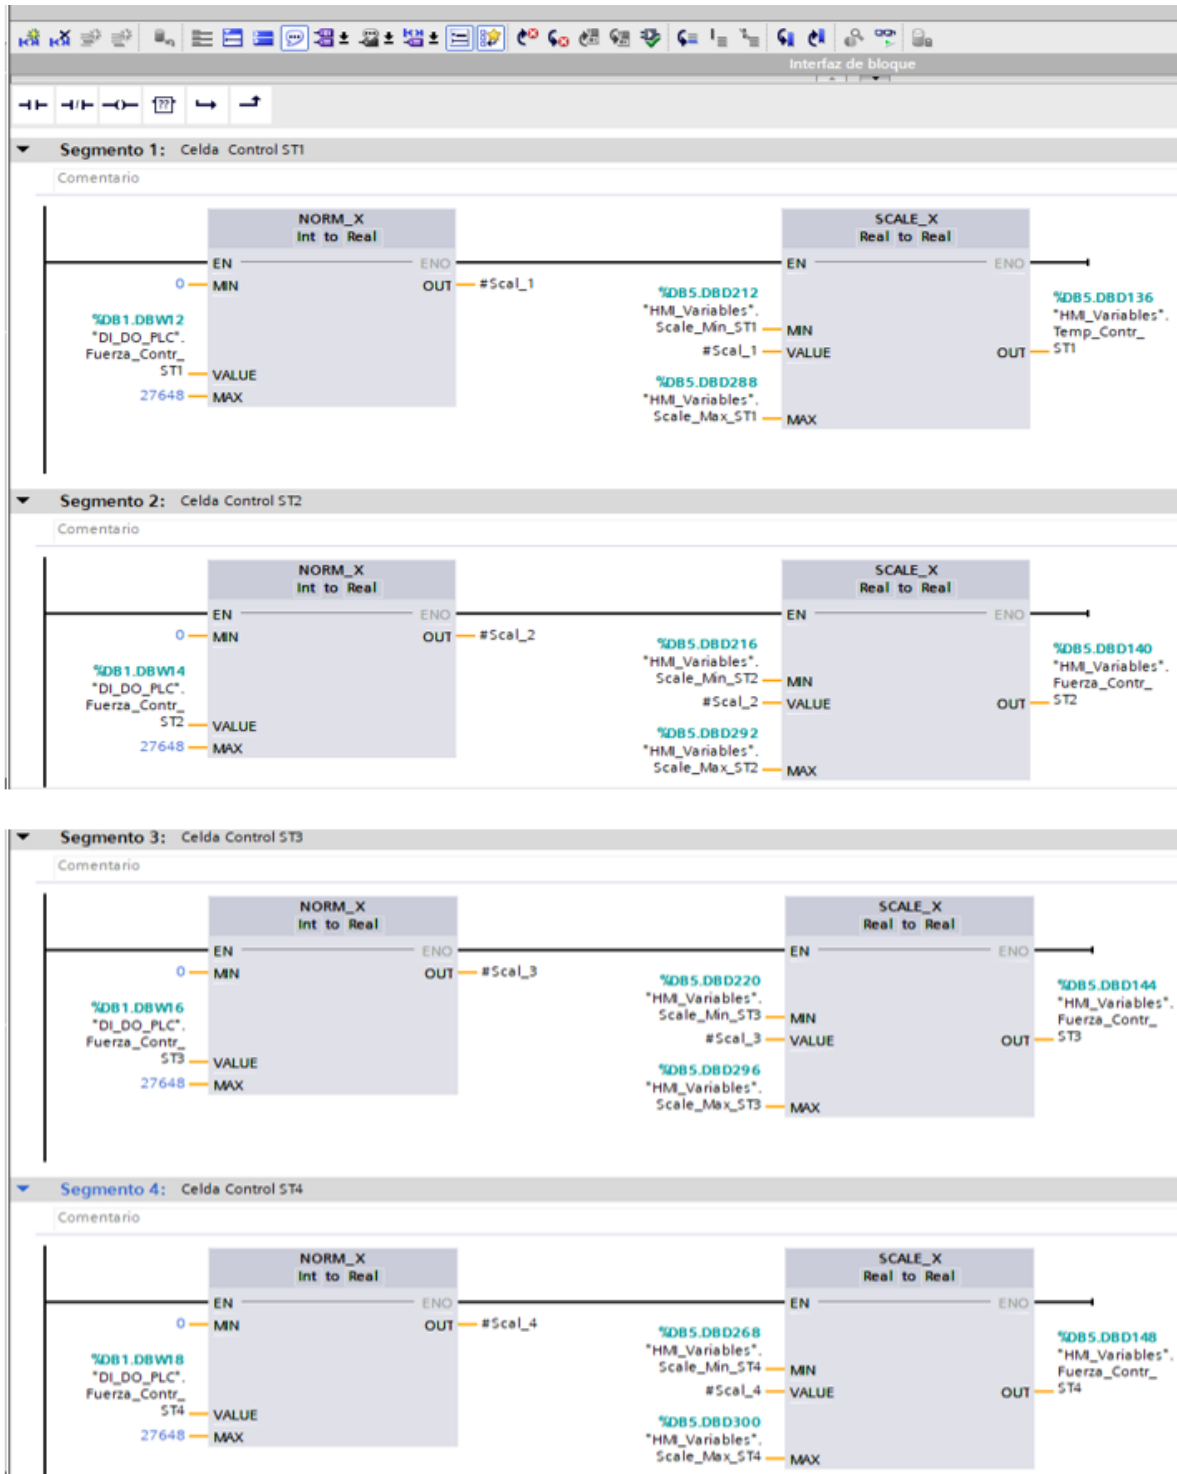 Interfaz de bloque
??
Segmento 1: Celda Control ST1
Comentario
NORM_X
Int to Real
EN
ENO
0
MIN
OUT
#Scal_1
%DB1.DBW12
"DI_DO_PLC".
Fuerza_Contr_
ST1
VALUE
27648
MAX
SCALE_X
Real to Real
EN
ENO
%DB5.DBD212
"HMI_Variables".
Scale_Min_ST1
MIN
#Scal_1
VALUE
%DB5.DBD288
"HMI_Variables".
Scale_Max_ST1
MAX
OUT
%DB5.DBD136
"HMI_Variables".
Temp_Contr_
ST1
Segmento 2: Celda Control ST2
Comentario
NORM_X
Int to Real
EN
ENO
0
MIN
OUT
#Scal_2
%DB1.DBW14
"DI_DO_PLC".
Fuerza_Contr_
ST2
VALUE
27648
MAX
SCALE_X
Real to Real
EN
ENO
%DB5.DBD216
"HMI_Variables".
Scale_Min_ST2
MIN
#Scal_2
VALUE
%DB5.DBD292
"HMI_Variables".
Scale_Max_ST2
MAX
OUT
%DB5.DBD140
"HMI_Variables".
Fuerza_Contr_
ST2
Segmento 3: Celda Control ST3
Comentario
NORM_X
Int to Real
EN
ENO
0
MIN
OUT
#Scal_3
%DB1.DBW16
"DI_DO_PLC".
Fuerza_Contr_
ST3
VALUE
27648
MAX
SCALE_X
Real to Real
EN
ENO
%DB5.DBD220
"HMI_Variables".
Scale_Min_ST3
MIN
#Scal_3
VALUE
%DB5.DBD296
"HMI_Variables".
Scale_Max_ST3
MAX
OUT
%DB5.DBD144
"HMI_Variables".
Fuerza_Contr_
ST3
Segmento 4: Celda Control ST4
Comentario
NORM_X
Int to Real
EN
ENO
0
MIN
OUT
#Scal_4
%DB1.DBW18
"DI_DO_PLC".
Fuerza_Contr_
ST4
VALUE
27648
MAX
SCALE_X
Real to Real
EN
ENO
%DB5.DBD268
"HMI_Variables".
Scale_Min_ST4
MIN
#Scal_4
VALUE
%DB5.DBD300
"HMI_Variables".
Scale_Max_ST4
MAX
OUT
%DB5.DBD148
"HMI_Variables".
Fuerza_Contr_
ST4